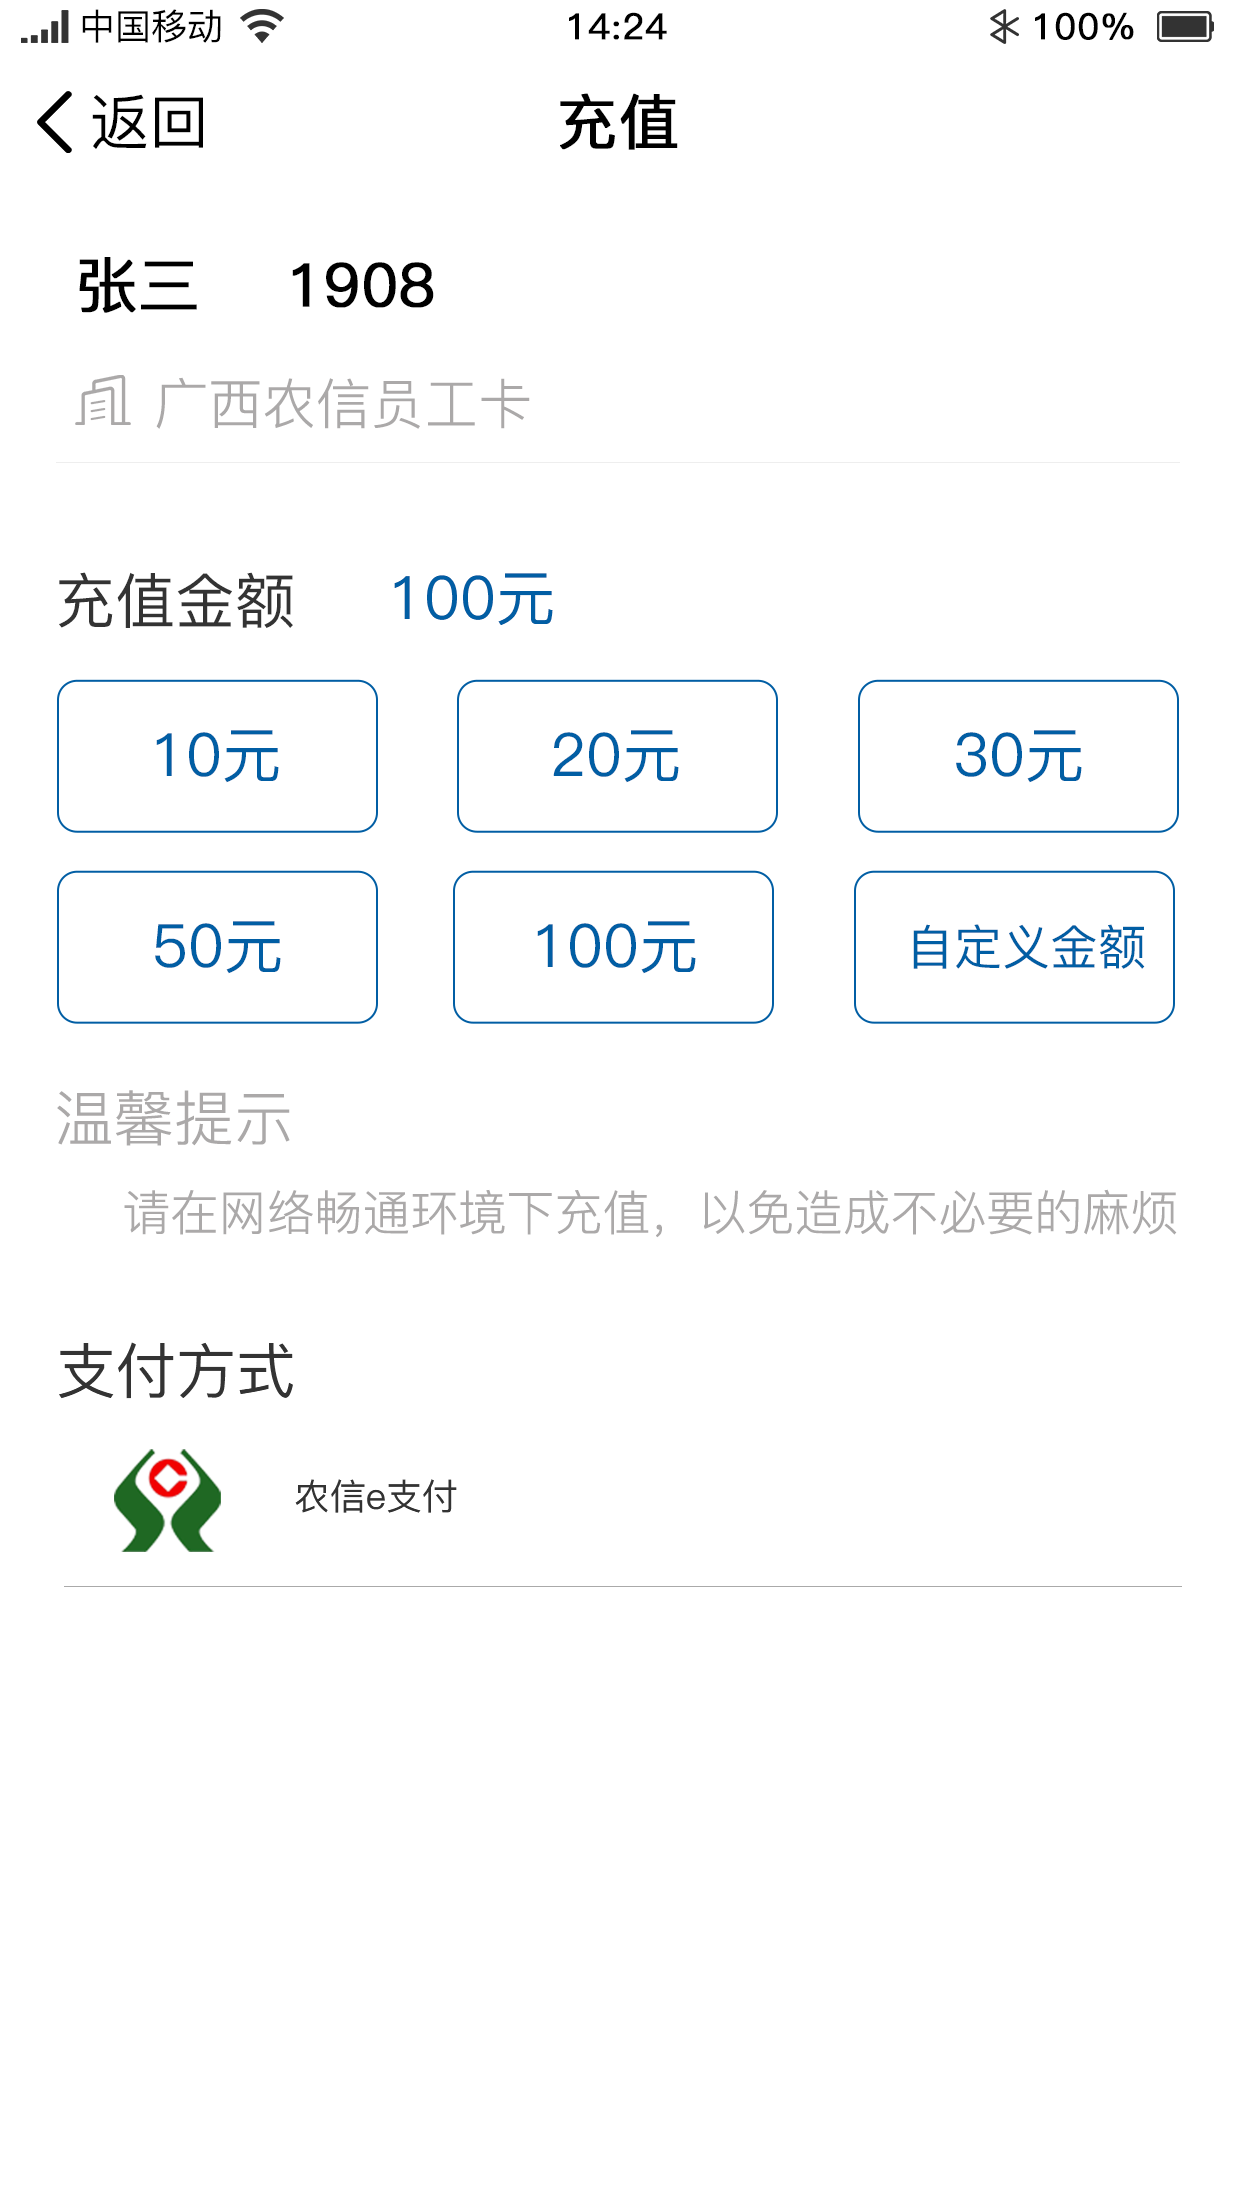 中国移动 14:24 100%
返回 充值
张三 1908
广西农信员工卡
充值金额 100元
10元 20元 30元
50元 100元 自定义金额
温馨提示
请在网络畅通环境下充值，以免造成不必要的麻烦
支付方式
农信e支付